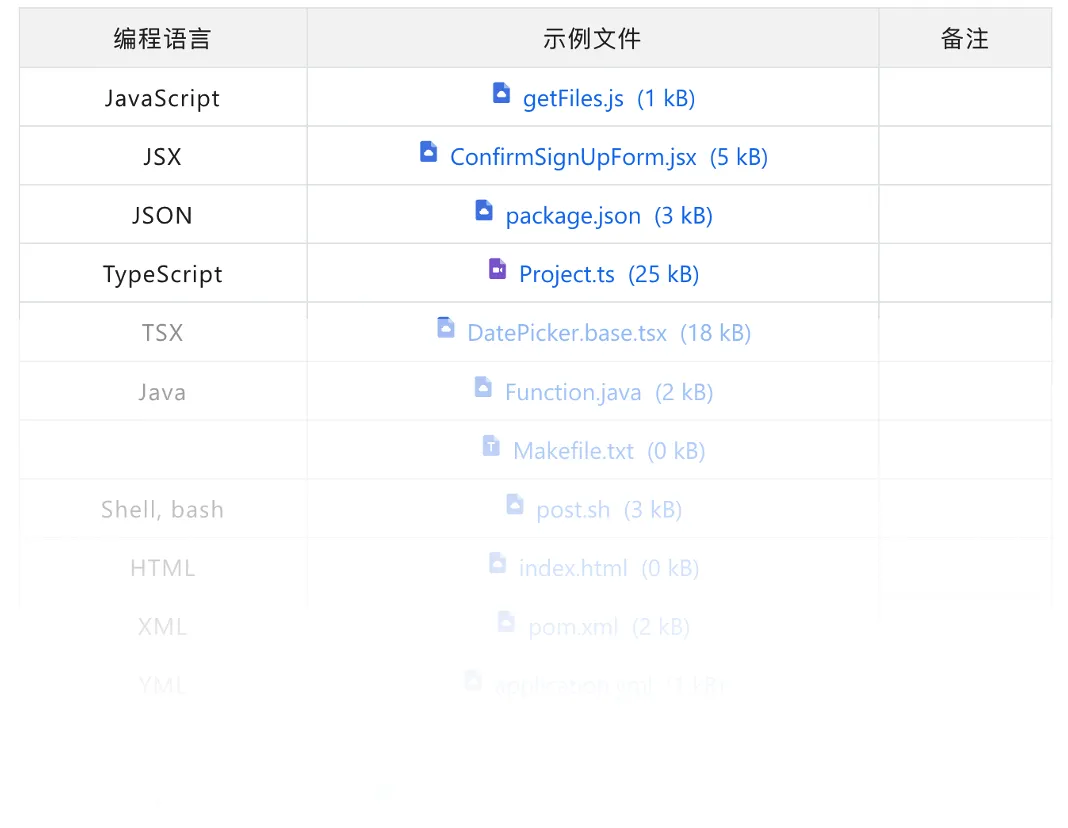 编程语言 示例文件 备注
JavaScript getFiles.js (1 kB)
JSX ConfirmSignUpForm.jsx (5 kB)
JSON package.json (3 kB)
TypeScript Project.ts (25 kB)
TSX DatePicker.base.tsx (18 kB)
Java Function.java (2 kB)
Makefile.txt (0 kB)
Shell, bash post.sh (3 kB)
HTML index.html (0 kB)
XML pom.xml (2 kB)
YML application.yml (1 kB)